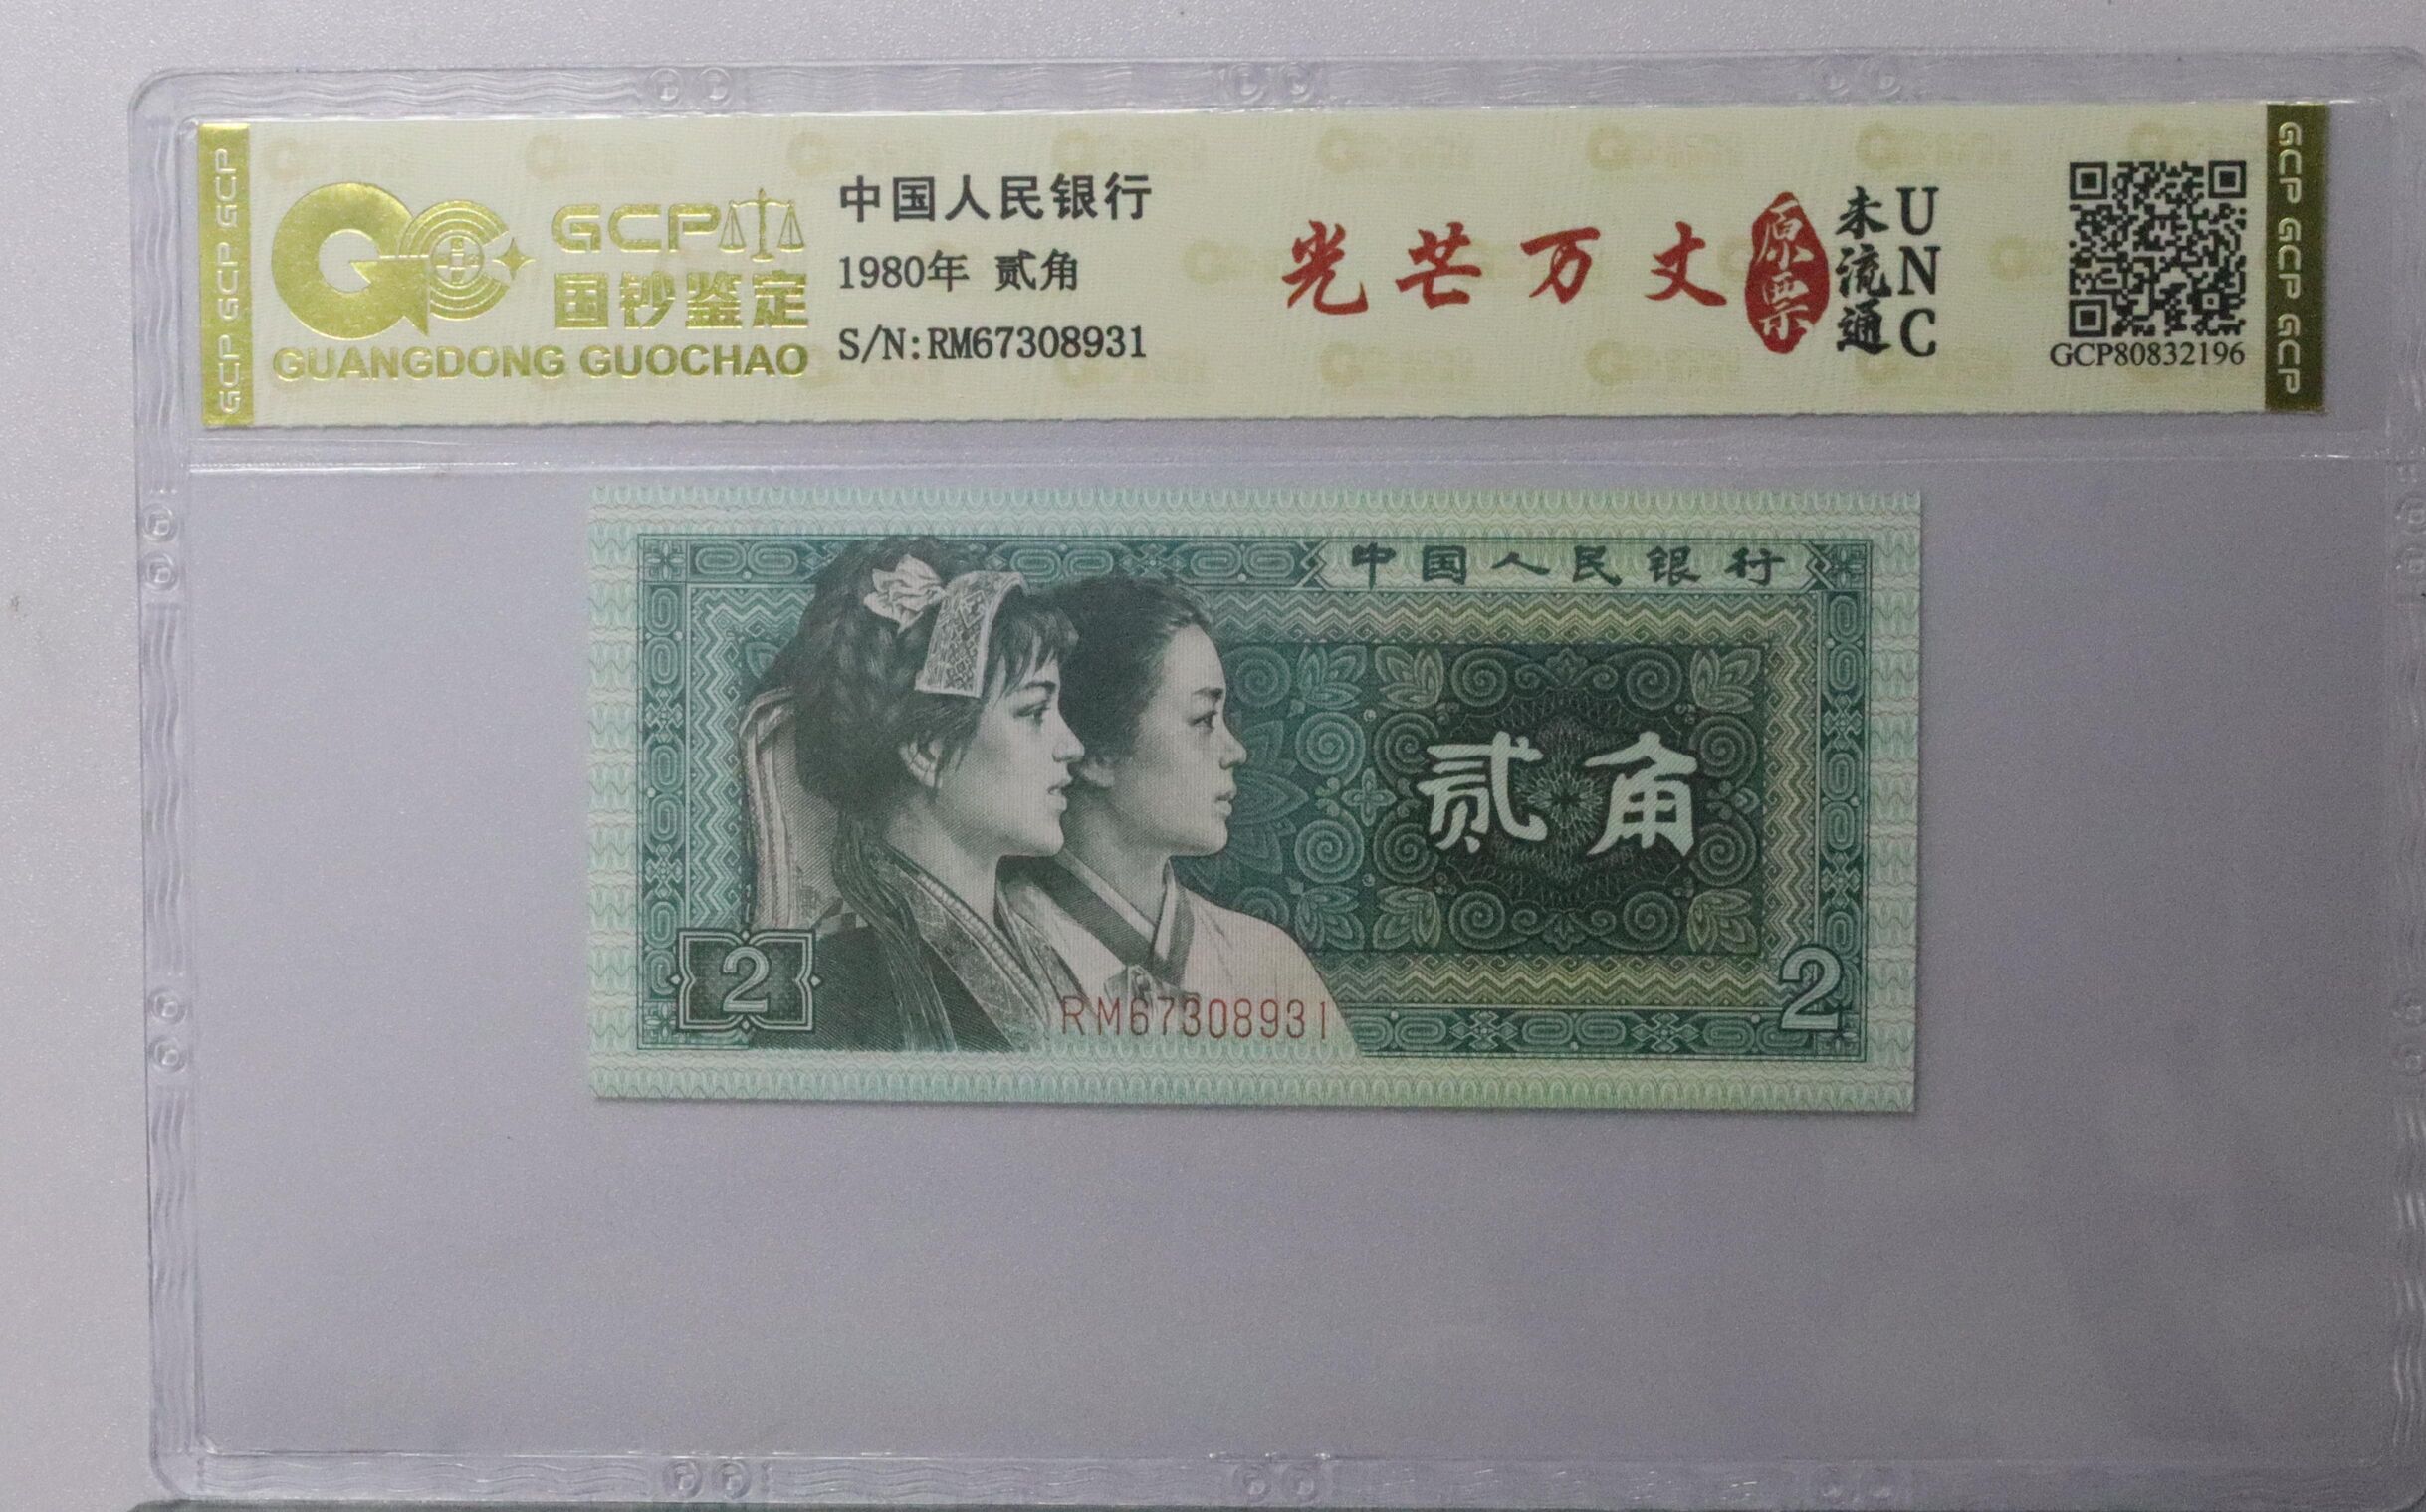 GCP GCP GCP
GCP
国钞鉴定
GUANGDONG GUOCHAO
中国人民银行
1980年 贰角
S/N:RM67308931
光芒万丈
原票
未流通
UNC
GCP80832196
GCP GCP GCP
中国人民银行
贰角
2
2
RM67308931